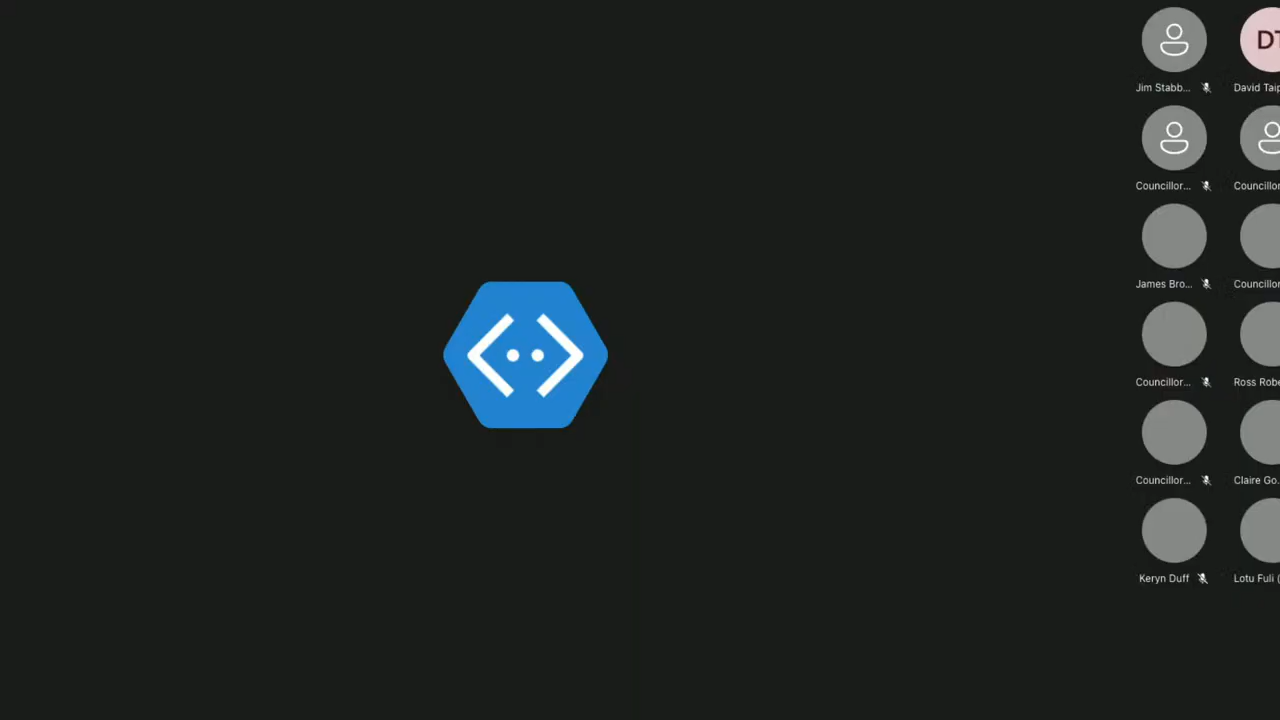 DT
Jim Stabb... David Taip
Councillor... Councillor
James Bro... Councillor
Councillor... Ross Robe
Councillor... Claire Go.
Keryn Duff Lotu Fuli (